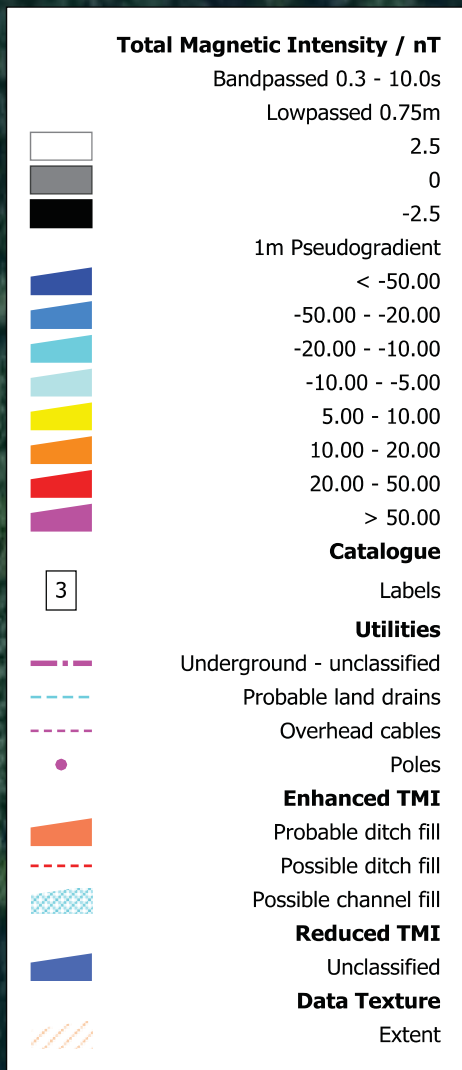 Total Magnetic Intensity / nT
Bandpassed 0.3 - 10.0s
Lowpassed 0.75m
2.5
0
-2.5
1m Pseudogradient
< -50.00
-50.00 - -20.00
-20.00 - -10.00
-10.00 - -5.00
5.00 - 10.00
10.00 - 20.00
20.00 - 50.00
> 50.00
Catalogue
3 Labels
Utilities
Underground - unclassified
Probable land drains
Overhead cables
Poles
Enhanced TMI
Probable ditch fill
Possible ditch fill
Possible channel fill
Reduced TMI
Unclassified
Data Texture
Extent